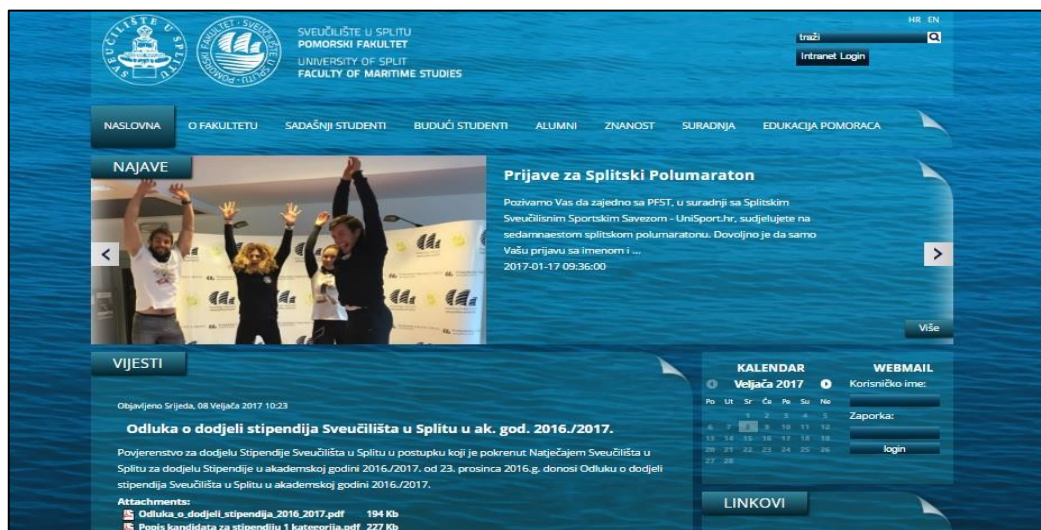 HR EN
SVEUČILIŠTE U SPLITU
POMORSKI FAKULTET
UNIVERSITY OF SPLIT
FACULTY OF MARITIME STUDIES
traži
Intranet Login
NASLOVNA O FAKULTETU SADAŠNJI STUDENTI BUDUĆI STUDENTI ALUMNI ZNANOST SURADNJA EDUKACIJA POMORACA
NAJAVE
Prijave za Splitski Polumaraton
Pozivamo Vas da zajedno sa PFST, u suradnji sa Splitskim
Sveučilisnim Sportskim Savezom - UniSport.hr, sudjelujete na
sedamnaestom splitskom polumaratonu. Dovoljno je da samo
Vašu prijavu sa imenom i ...
2017-01-17 09:36:00
Više
VIJESTI
Objavljeno Srijeda, 08 Veljača 2017 10:23
Odluka o dodjeli stipendija Sveučilišta u Splitu u ak. god. 2016./2017.
Povjerenstvo za dodjelu Stipendije Sveučilišta u Splitu u postupku koji je pokrenut Natječajem Sveučilišta u
Splitu za dodjelu Stipendije u akademskoj godini 2016./2017. od 23. prosinca 2016.g. donosi Odluku o dodjeli
stipendija Sveučilišta u Splitu u akademskoj godini 2016./2017.
Attachments:
Odluka_o_dodjeli_stipendija_2016_2017.pdf 194 Kb
Popis kandidata za stipendiju 1 kategorija.pdf 227 Kb
KALENDAR
Veljača 2017
Po Ut Sr Če Pe Su Ne
1 2 3 4 5
6 7 8 9 10 11 12
13 14 15 16 17 18 19
20 21 22 23 24 25 26
27 28
WEBMAIL
Korisničko ime:
Zaporka:
login
LINKOVI